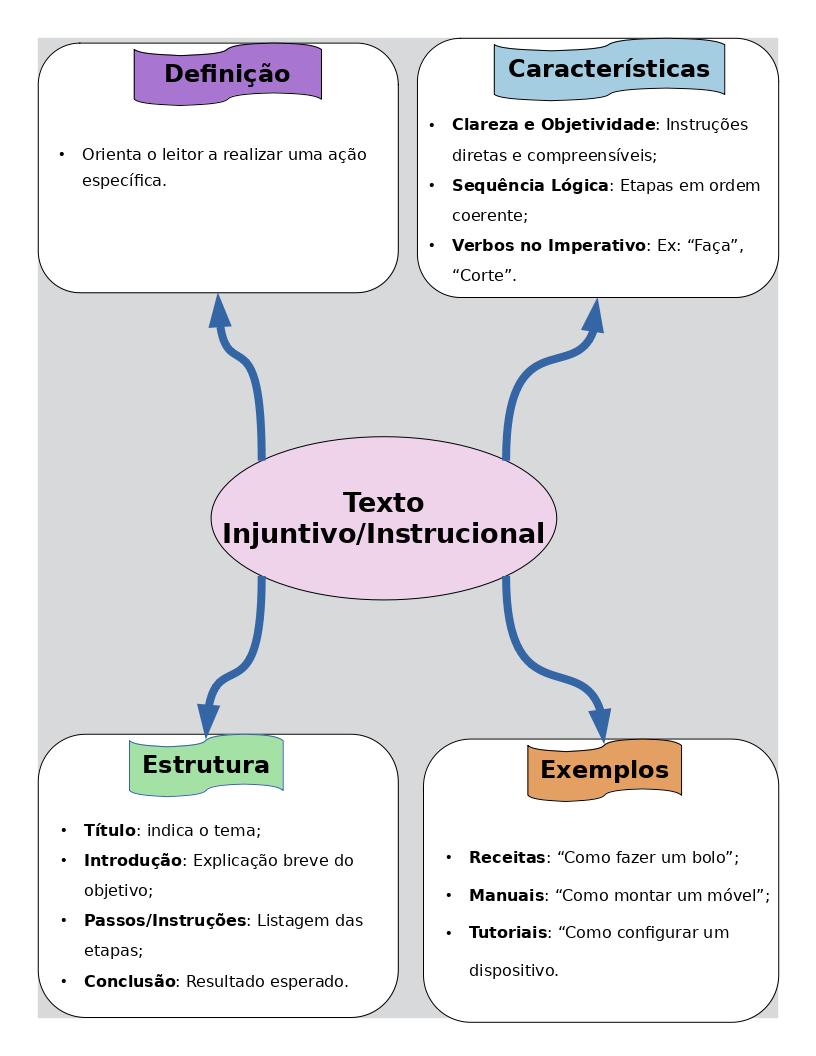 Definição
• Orienta o leitor a realizar uma ação
específica.
Características
• Clareza e Objetividade: Instruções
diretas e compreensíveis;
• Sequência Lógica: Etapas em ordem
coerente;
• Verbos no Imperativo: Ex: “Faça”,
“Corte”.
Texto
Injuntivo/Instrucional
Estrutura
• Título: indica o tema;
• Introdução: Explicação breve do
objetivo;
• Passos/Instruções: Listagem das
etapas;
• Conclusão: Resultado esperado.
Exemplos
• Receitas: “Como fazer um bolo”;
• Manuais: “Como montar um móvel”;
• Tutoriais: “Como configurar um
dispositivo.